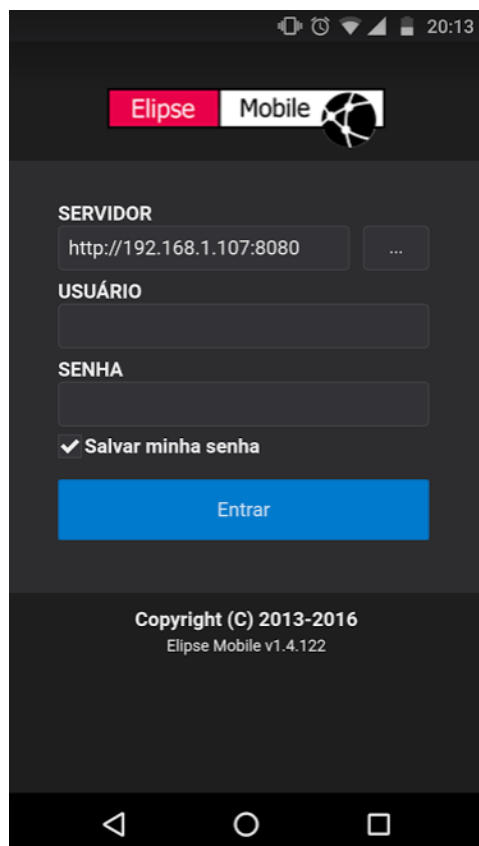 20:13
Elipse Mobile
SERVIDOR
http://192.168.1.107:8080 ...
USUÁRIO
SENHA
Salvar minha senha
Entrar
Copyright (C) 2013-2016
Elipse Mobile v1.4.122